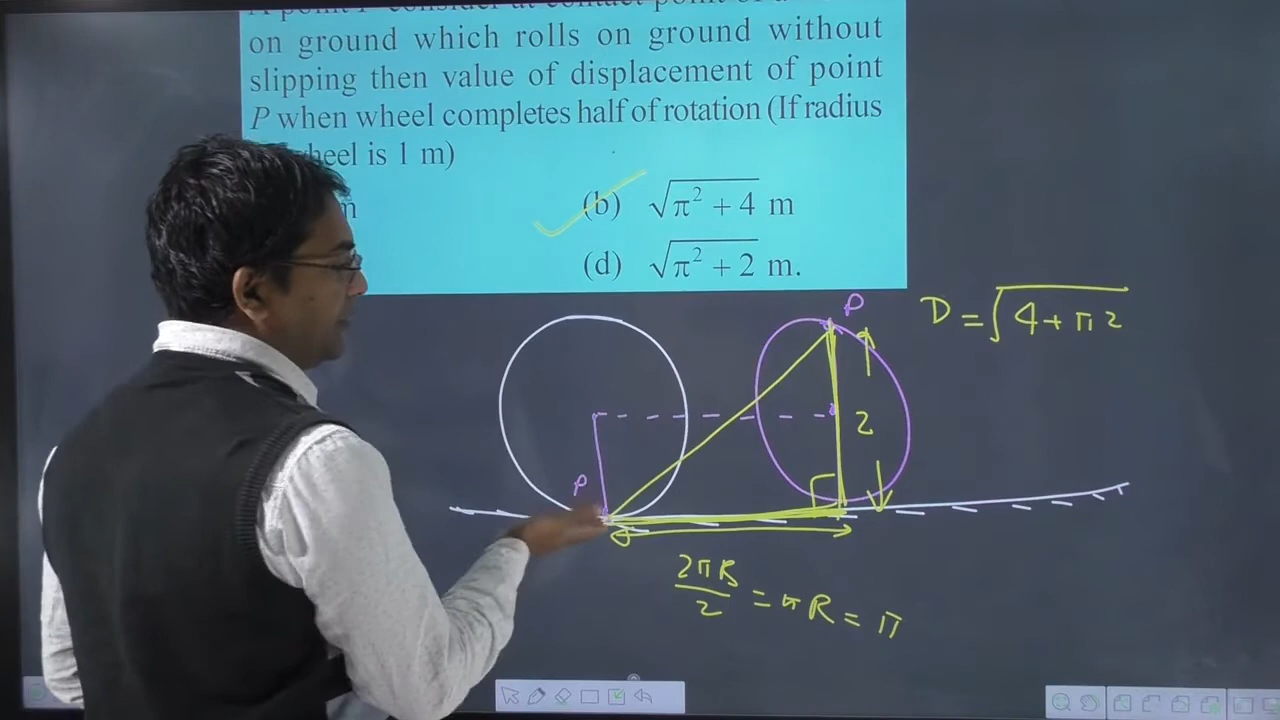 on ground which rolls on ground without
slipping then value of displacement of point
P when wheel completes half of rotation (If radius
wheel is 1 m)
m
(b) √π² + 4 m
(d) √π² + 2 m.
P
D = √4 + π2
2
P
2πR/2 = πR = π